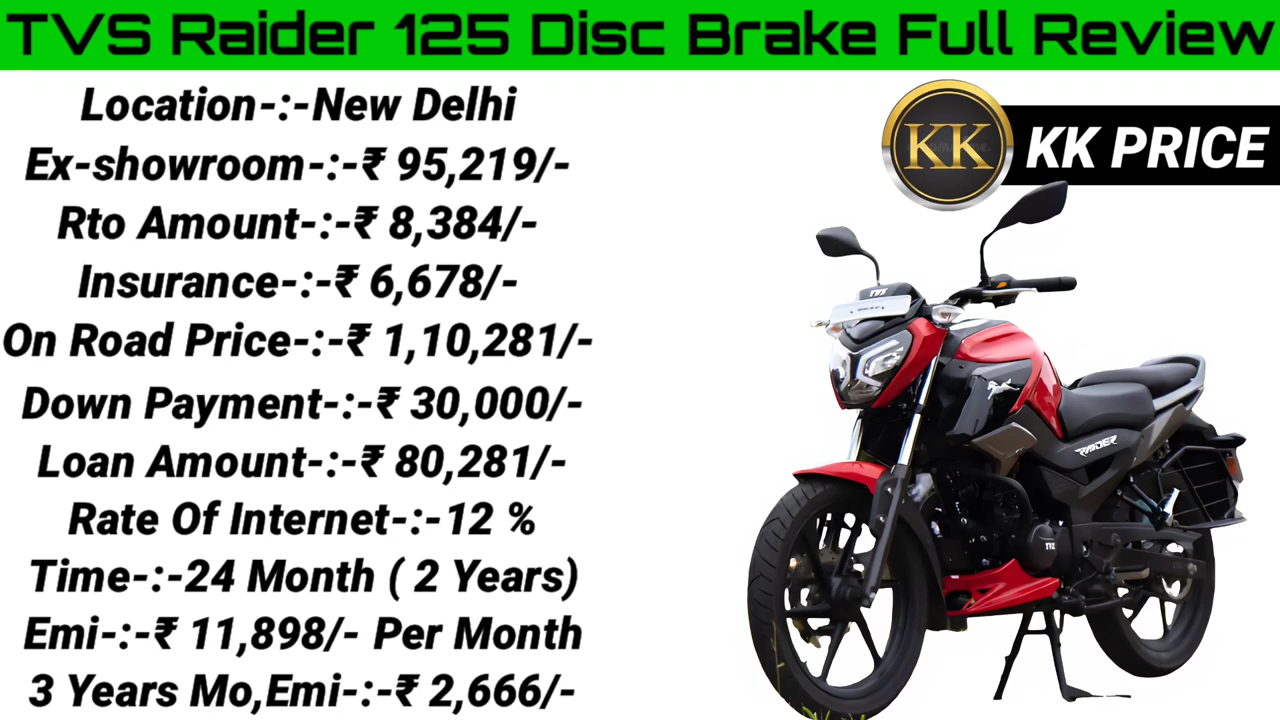 TVS Raider 125 Disc Brake Full Review
Location-:-New Delhi
Ex-showroom-:-₹ 95,219/-
Rto Amount-:-₹ 8,384/-
Insurance-:-₹ 6,678/-
On Road Price-:-₹ 1,10,281/-
Down Payment-:-₹ 30,000/-
Loan Amount-:-₹ 80,281/-
Rate Of Internet-:-12 %
Time-:-24 Month ( 2 Years)
Emi-:-₹ 11,898/- Per Month
3 Years Mo,Emi-:-₹ 2,666/-
KK KK PRICE
TVS
RAIDER
TVS